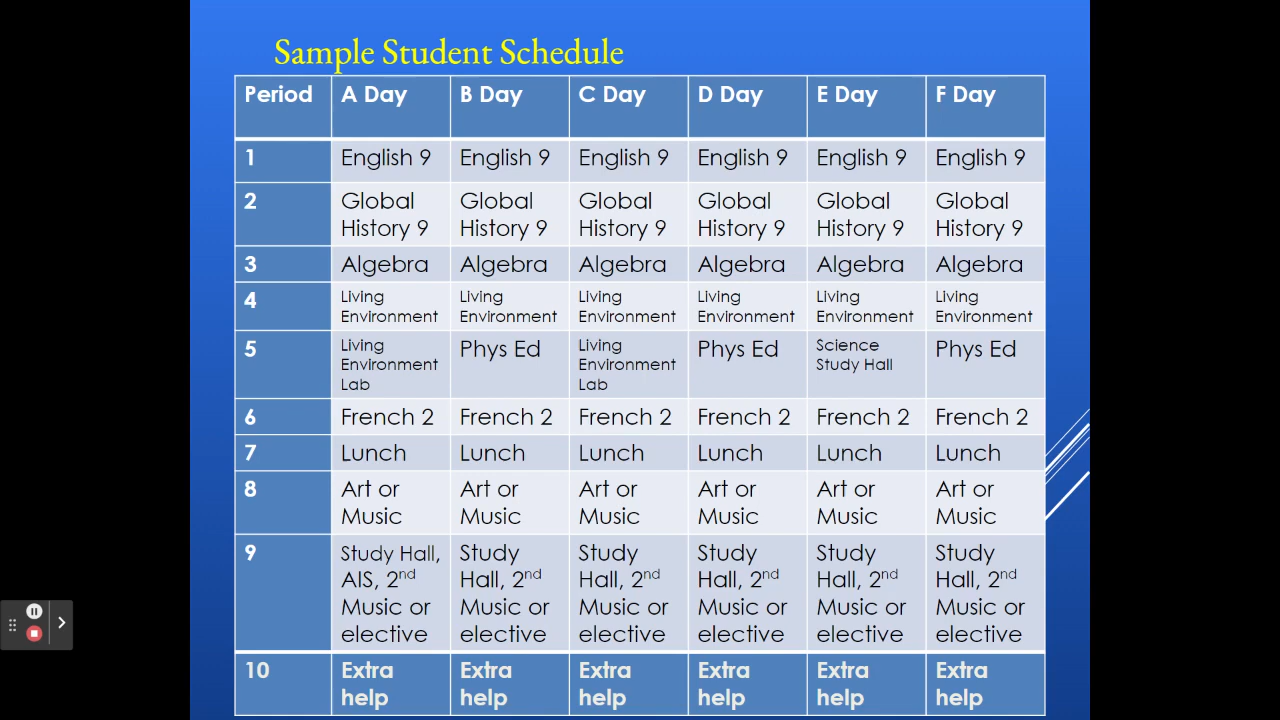 Sample Student Schedule
Period A Day B Day C Day D Day E Day F Day
1 English 9 English 9 English 9 English 9 English 9 English 9
2 Global Global Global Global Global Global
History 9 History 9 History 9 History 9 History 9 History 9
3 Algebra Algebra Algebra Algebra Algebra Algebra
4 Living Living Living Living Living Living
Environment Environment Environment Environment Environment Environment
5 Living Phys Ed Living Phys Ed Science Phys Ed
Environment Environment Study Hall
Lab Lab
6 French 2 French 2 French 2 French 2 French 2 French 2
7 Lunch Lunch Lunch Lunch Lunch Lunch
8 Art or Art or Art or Art or Art or Art or
Music Music Music Music Music Music
9 Study Hall, Study Study Study Study Study
AIS, 2nd Hall, 2nd Hall, 2nd Hall, 2nd Hall, 2nd Hall, 2nd
Music or Music or Music or Music or Music or Music or
elective elective elective elective elective elective
10 Extra Extra Extra Extra Extra Extra
help help help help help help